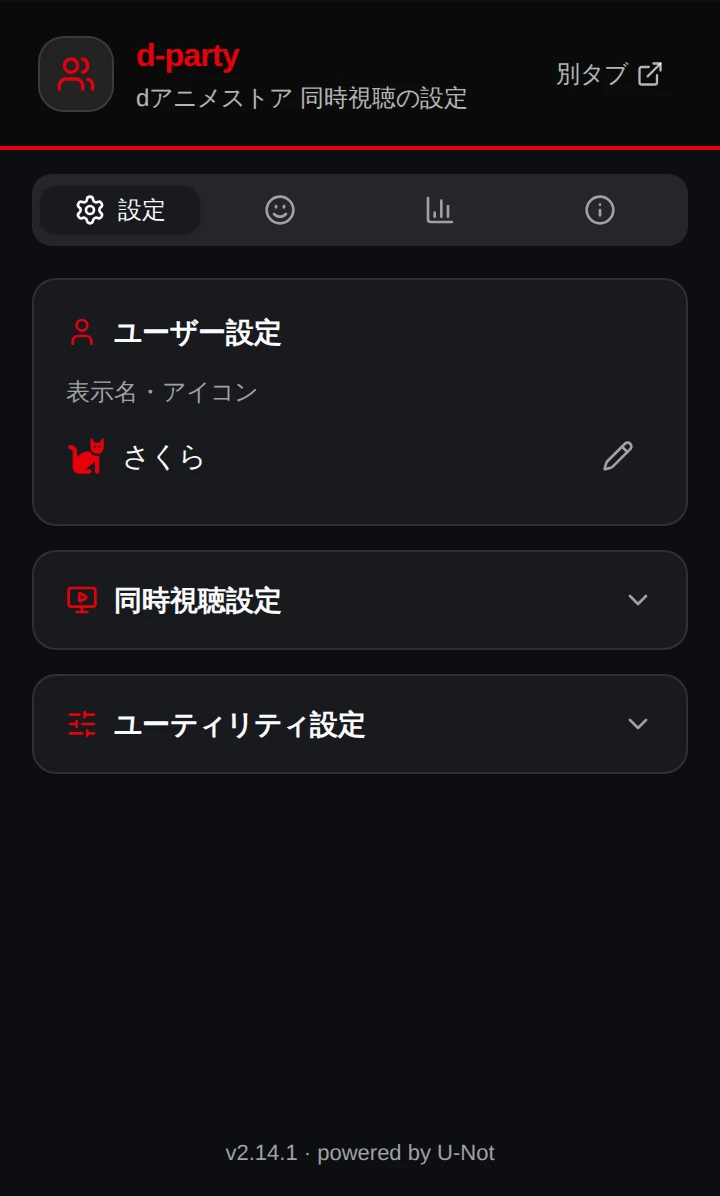 d-party
dアニメストア 同時視聴の設定
別タブ
設定
ユーザー設定
表示名・アイコン
さくら
同時視聴設定
ユーティリティ設定
v2.14.1 · powered by U-Not